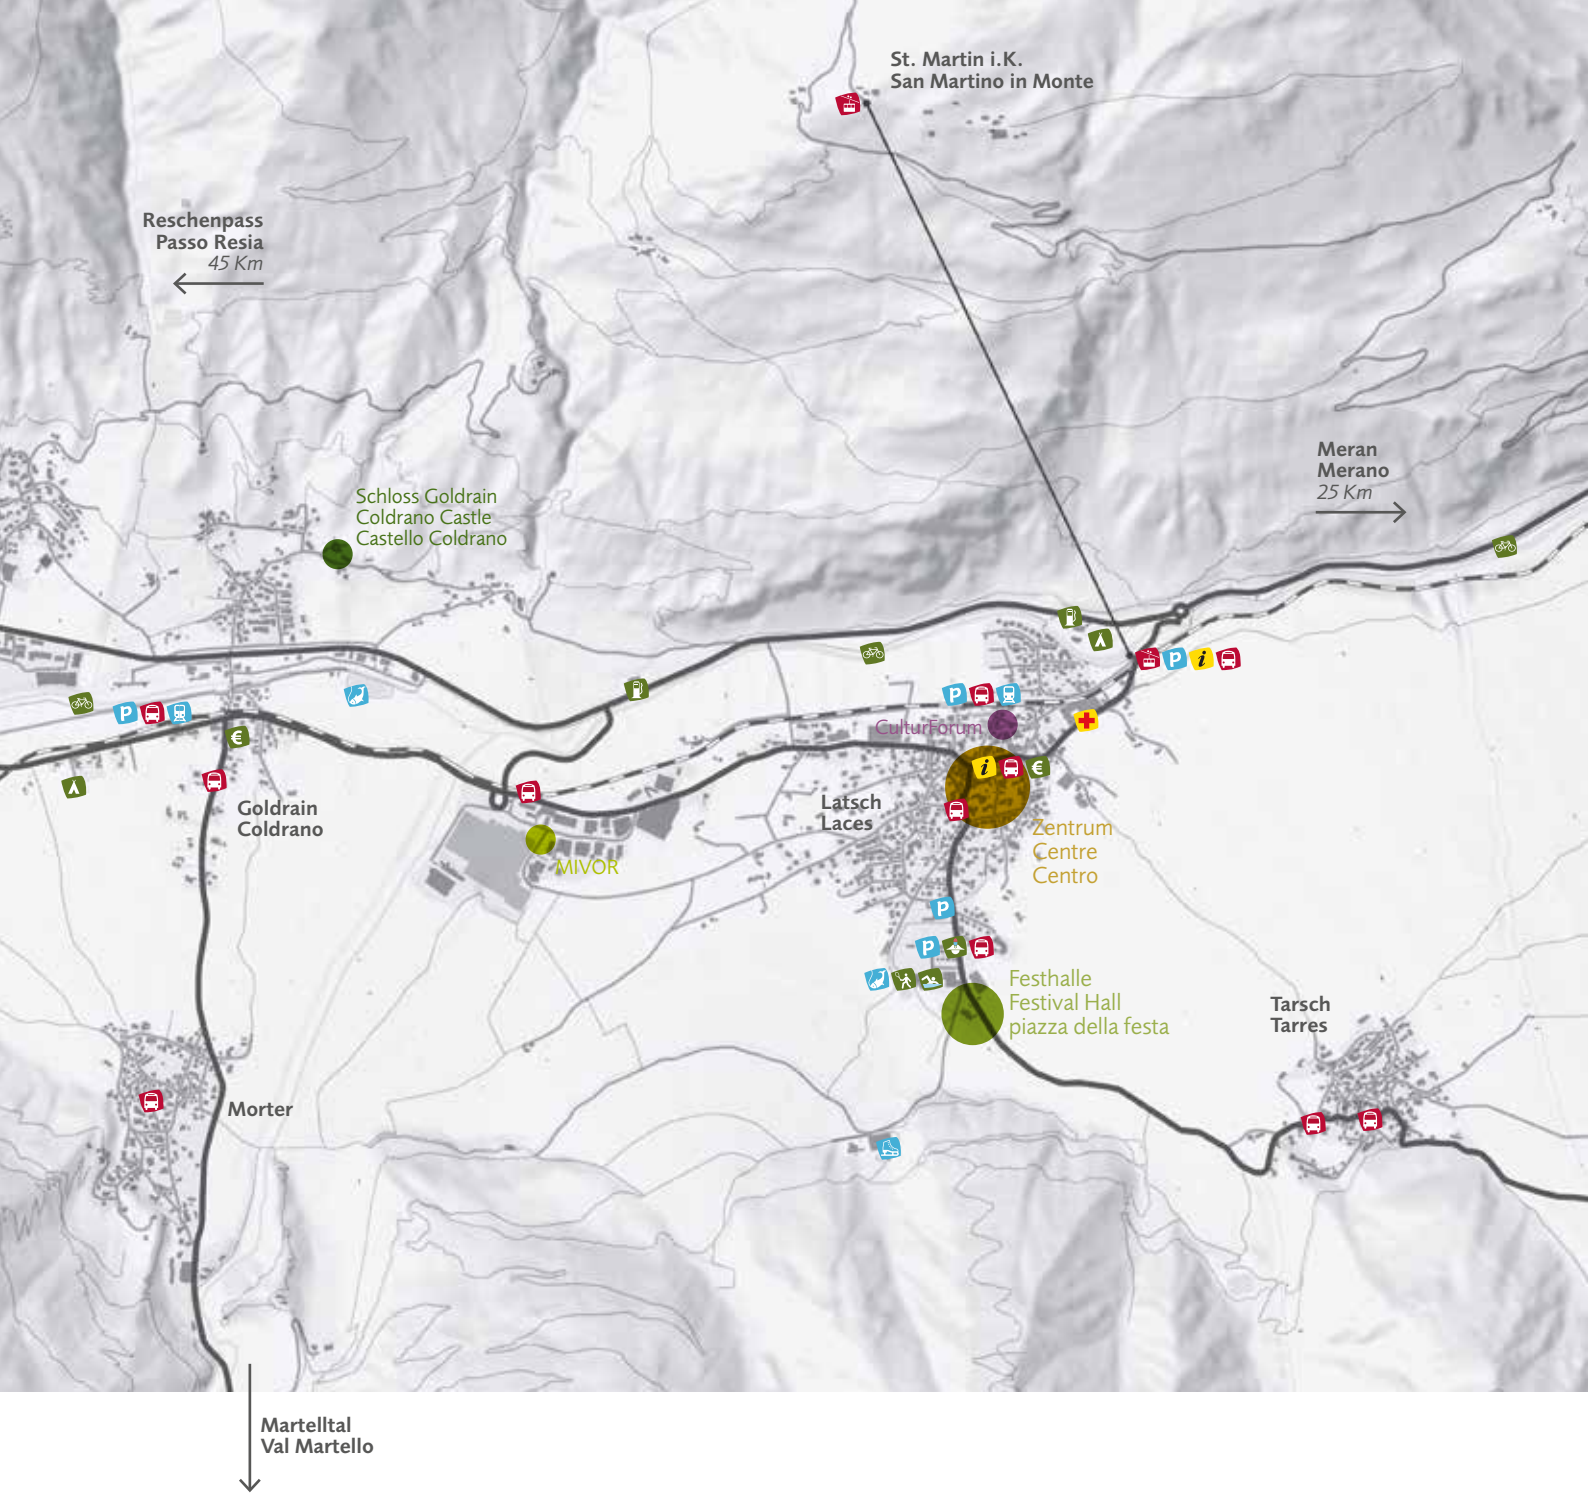 St. Martin i.K.
San Martino in Monte
Reschenpass
Passo Resia
45 Km
Meran
Merano
25 Km
Schloss Goldrain
Coldrano Castle
Castello Coldrano
P
i
P
P
CulturForum
€
i
€
Goldrain
Coldrano
Latsch
Laces
Zentrum
Centre
Centro
MIVOR
P
P
Festhalle
Festival Hall
piazza della festa
Tarsch
Tarres
Morter
Martelltal
Val Martello